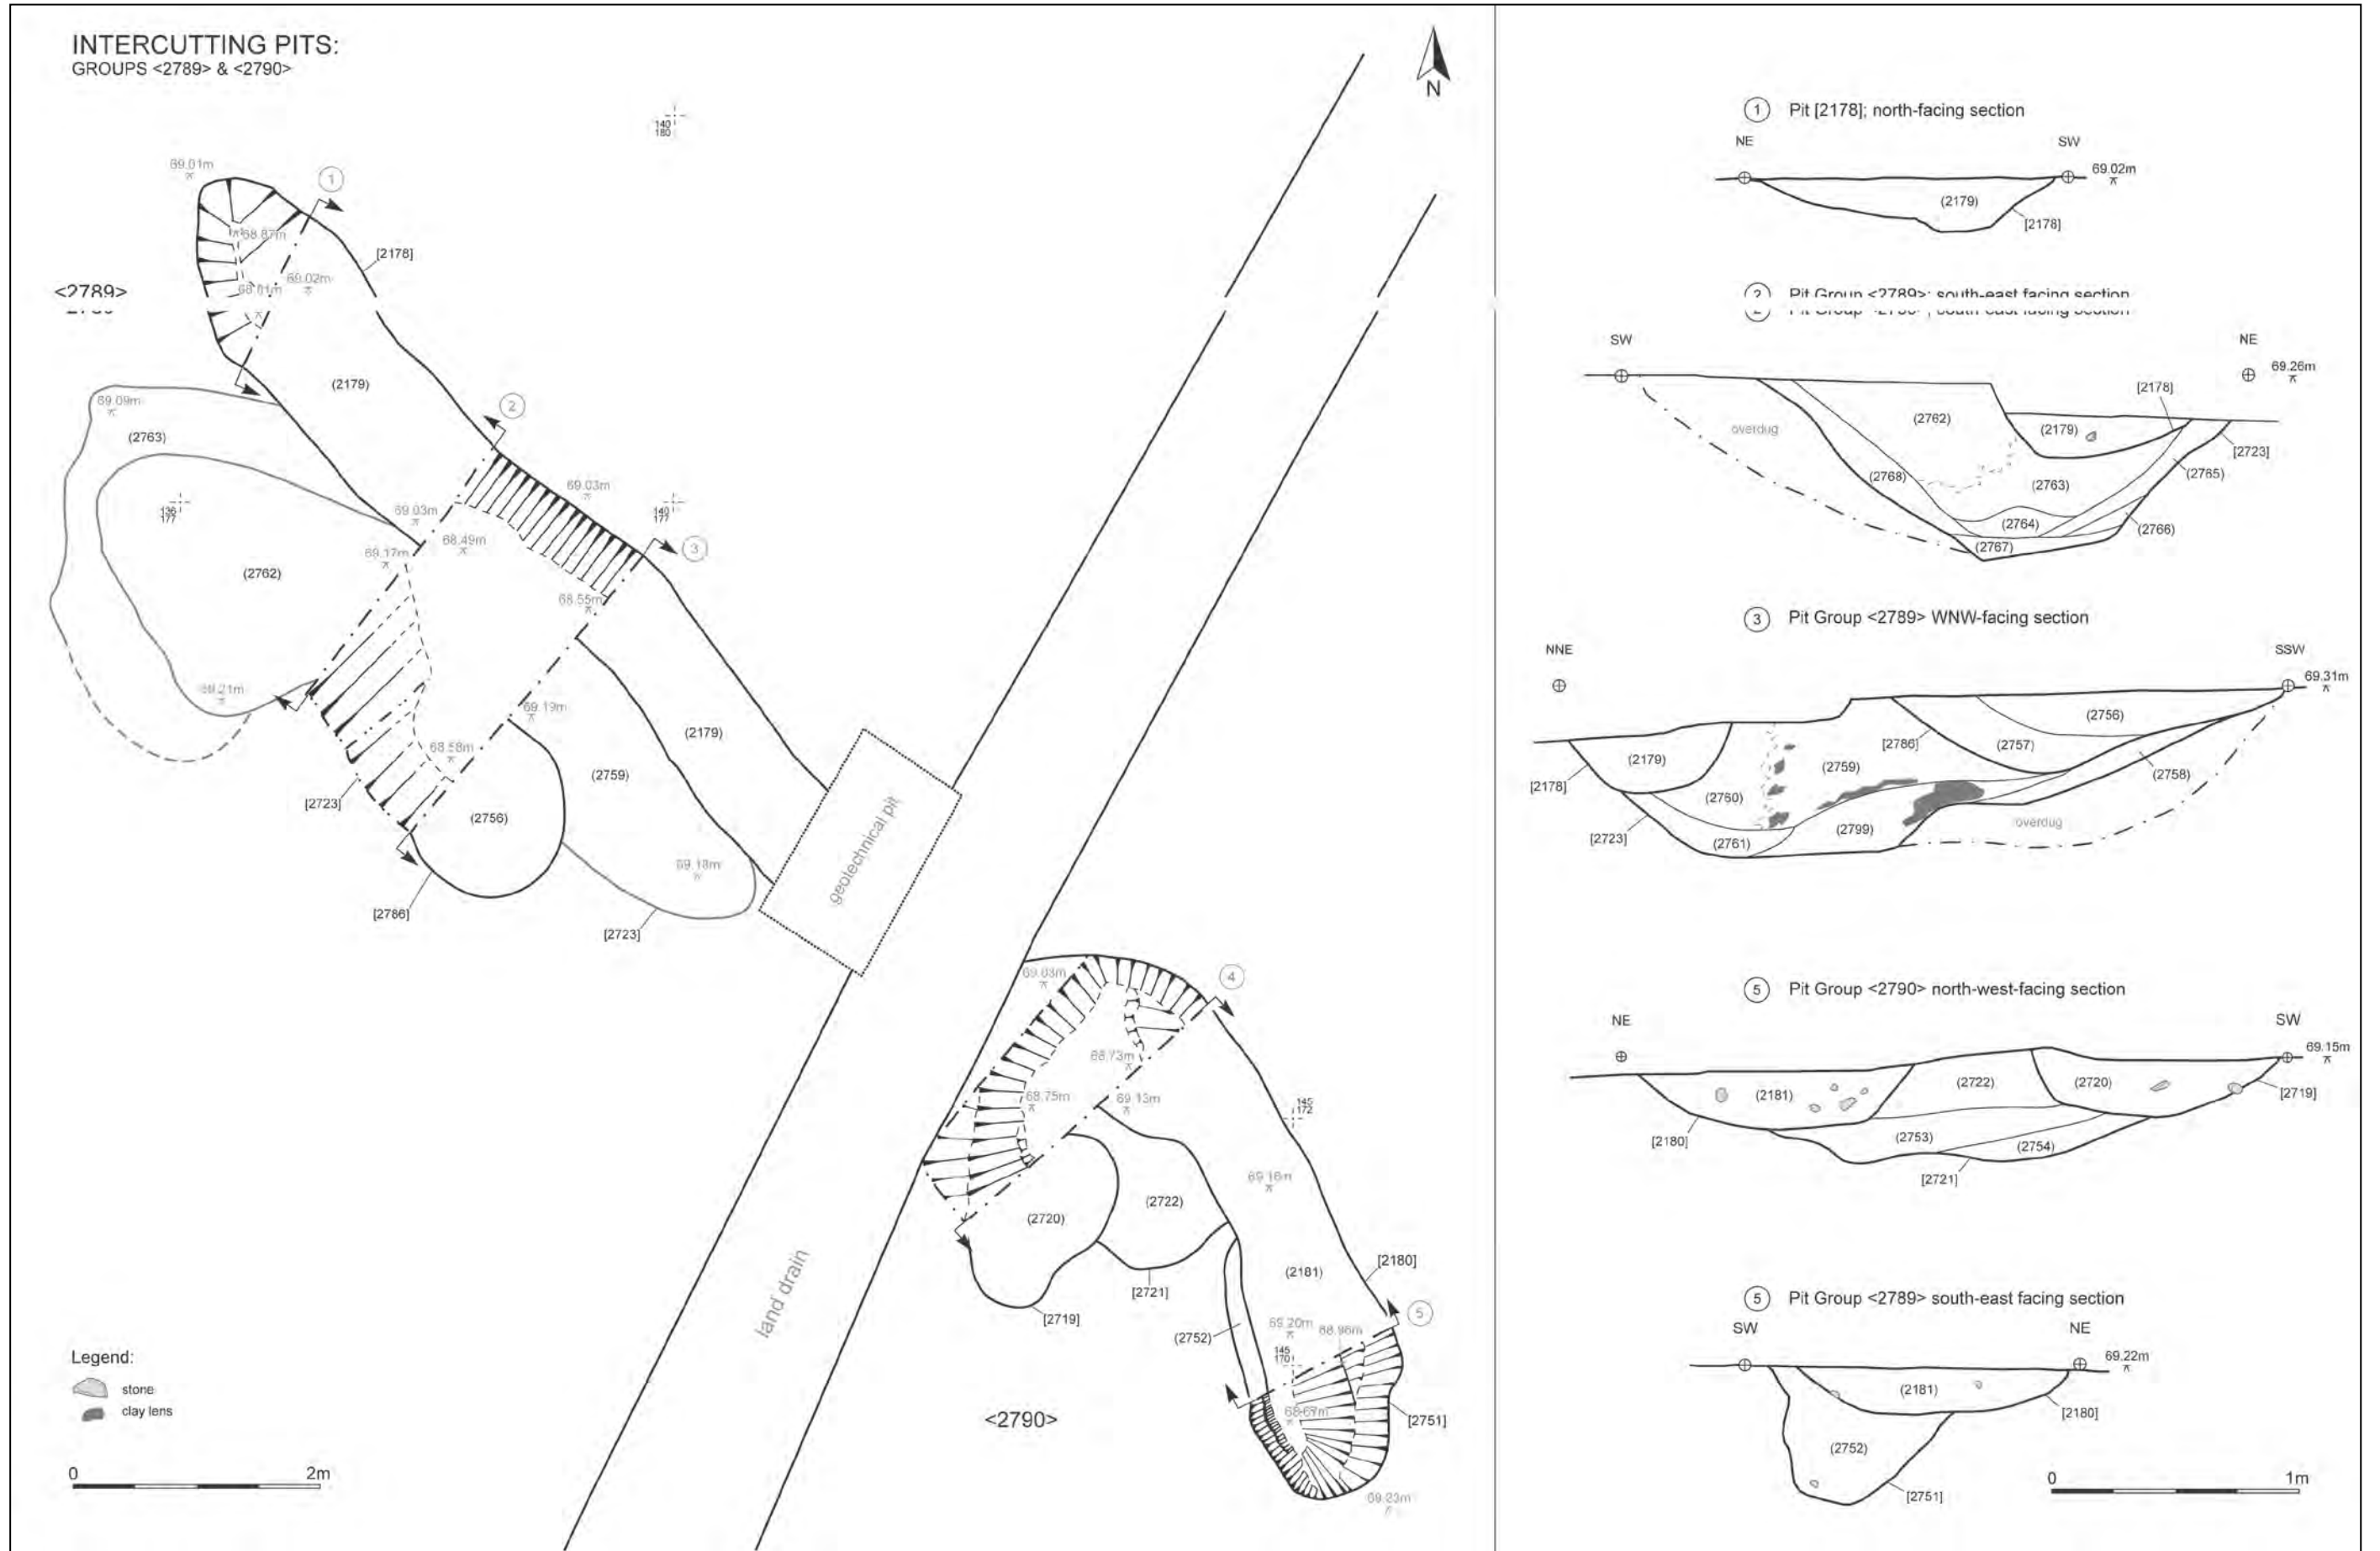 INTERCUTTING PITS:
GROUPS <2789> & <2790>
N
140
180
69.01m
1
[2178]
68.87m
69.02m
<2789>
(2179)
2
69.09m
(2763)
69.03m
140
177
3
177
69.03m
68.49m
69.17m
(2762)
68.55m
69.19m
(2179)
68.58m
(2759)
[2723]
(2756)
geotechnical pit
69.18m
[2786]
[2723]
4
68.73m
68.75m
69.13m
145
172
69.16m
(2722)
(2720)
[2180]
(2181)
[2721]
[2719]
5
(2752)
69.20m
68.96m
145
170
68.67m
[2751]
<2790>
69.23m
land drain
Legend:
stone
clay lens
0 2m
1 Pit [2178]; north-facing section
NE SW
69.02m
(2179)
[2178]
2 Pit Group <2789>; south-east facing section
SW NE
69.26m
[2178]
overdug
(2762)
(2179)
[2723]
(2768)
(2763)
(2765)
(2764)
(2766)
(2767)
3 Pit Group <2789> WNW-facing section
NNE SSW
69.31m
(2756)
[2786]
(2757)
(2179)
(2759)
(2758)
[2178]
(2760)
overdug
(2799)
[2723]
(2761)
5 Pit Group <2790> north-west-facing section
NE SW
69.15m
(2181)
(2722)
(2720)
[2719]
[2180]
(2753)
(2754)
[2721]
5 Pit Group <2789> south-east facing section
SW NE
69.22m
(2181)
[2180]
(2752)
[2751]
0 1m